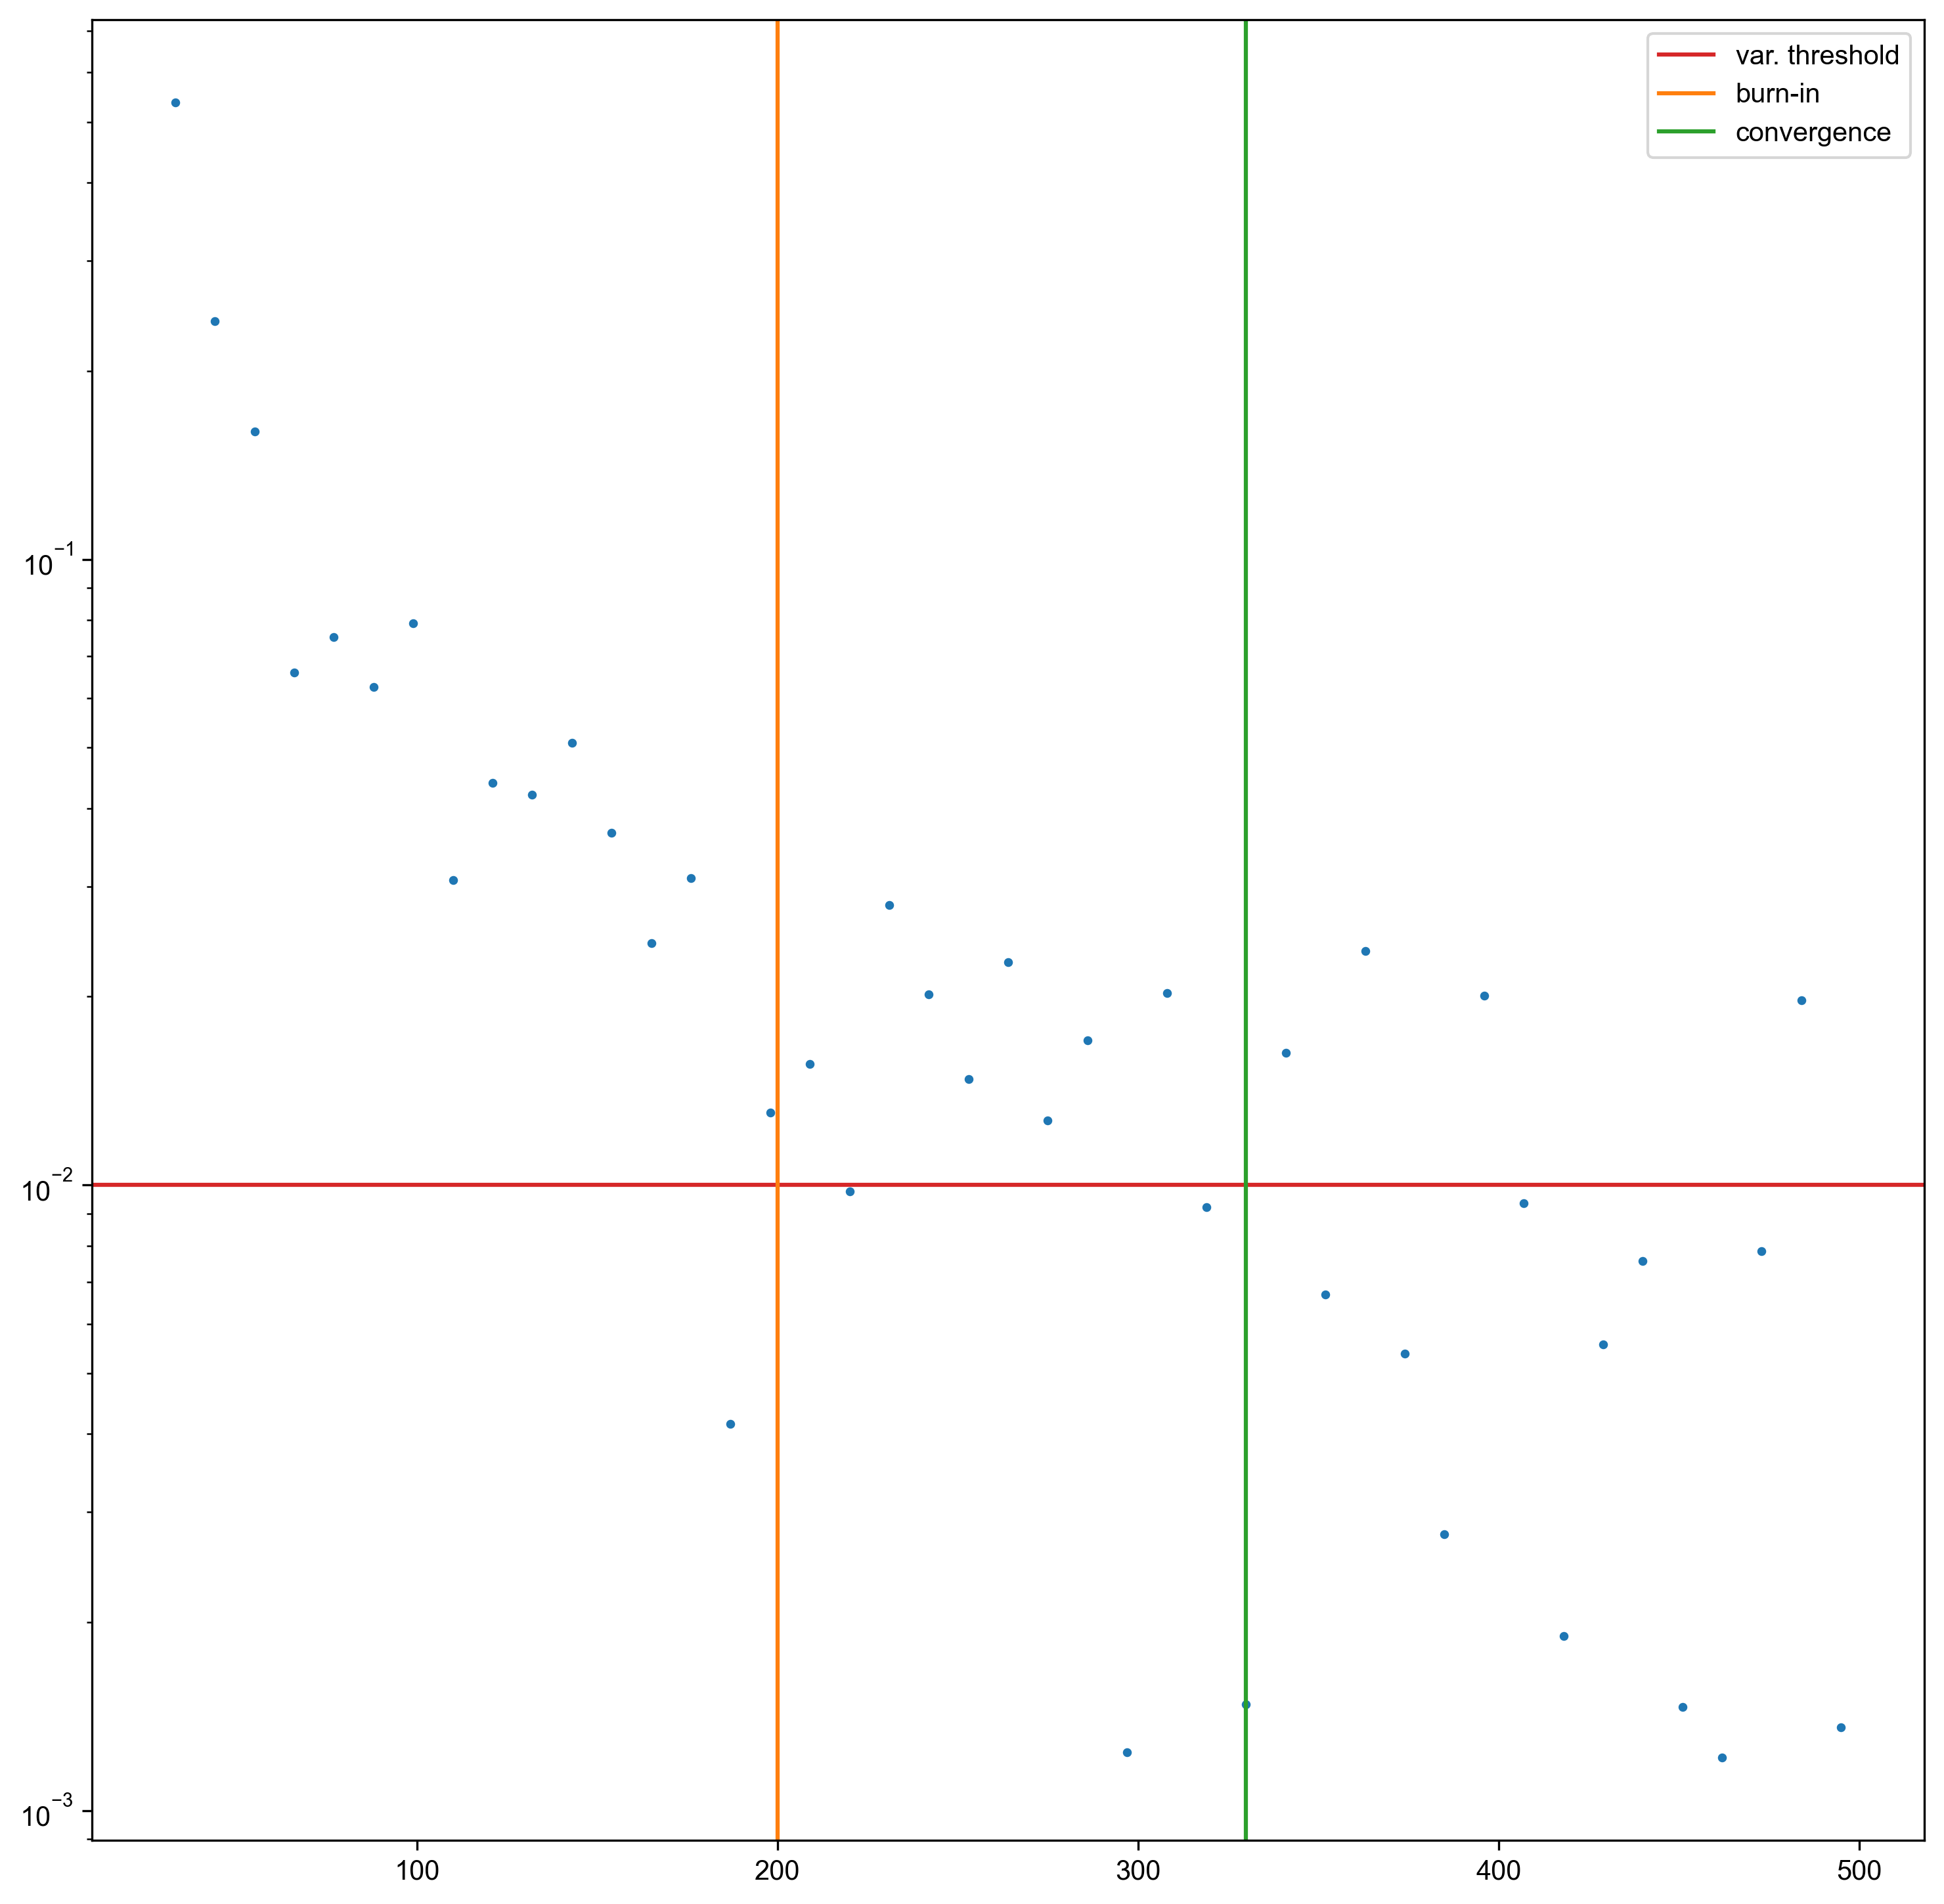 var. threshold
burn-in
convergence
10⁻¹
10⁻²
10⁻³
100 200 300 400 500